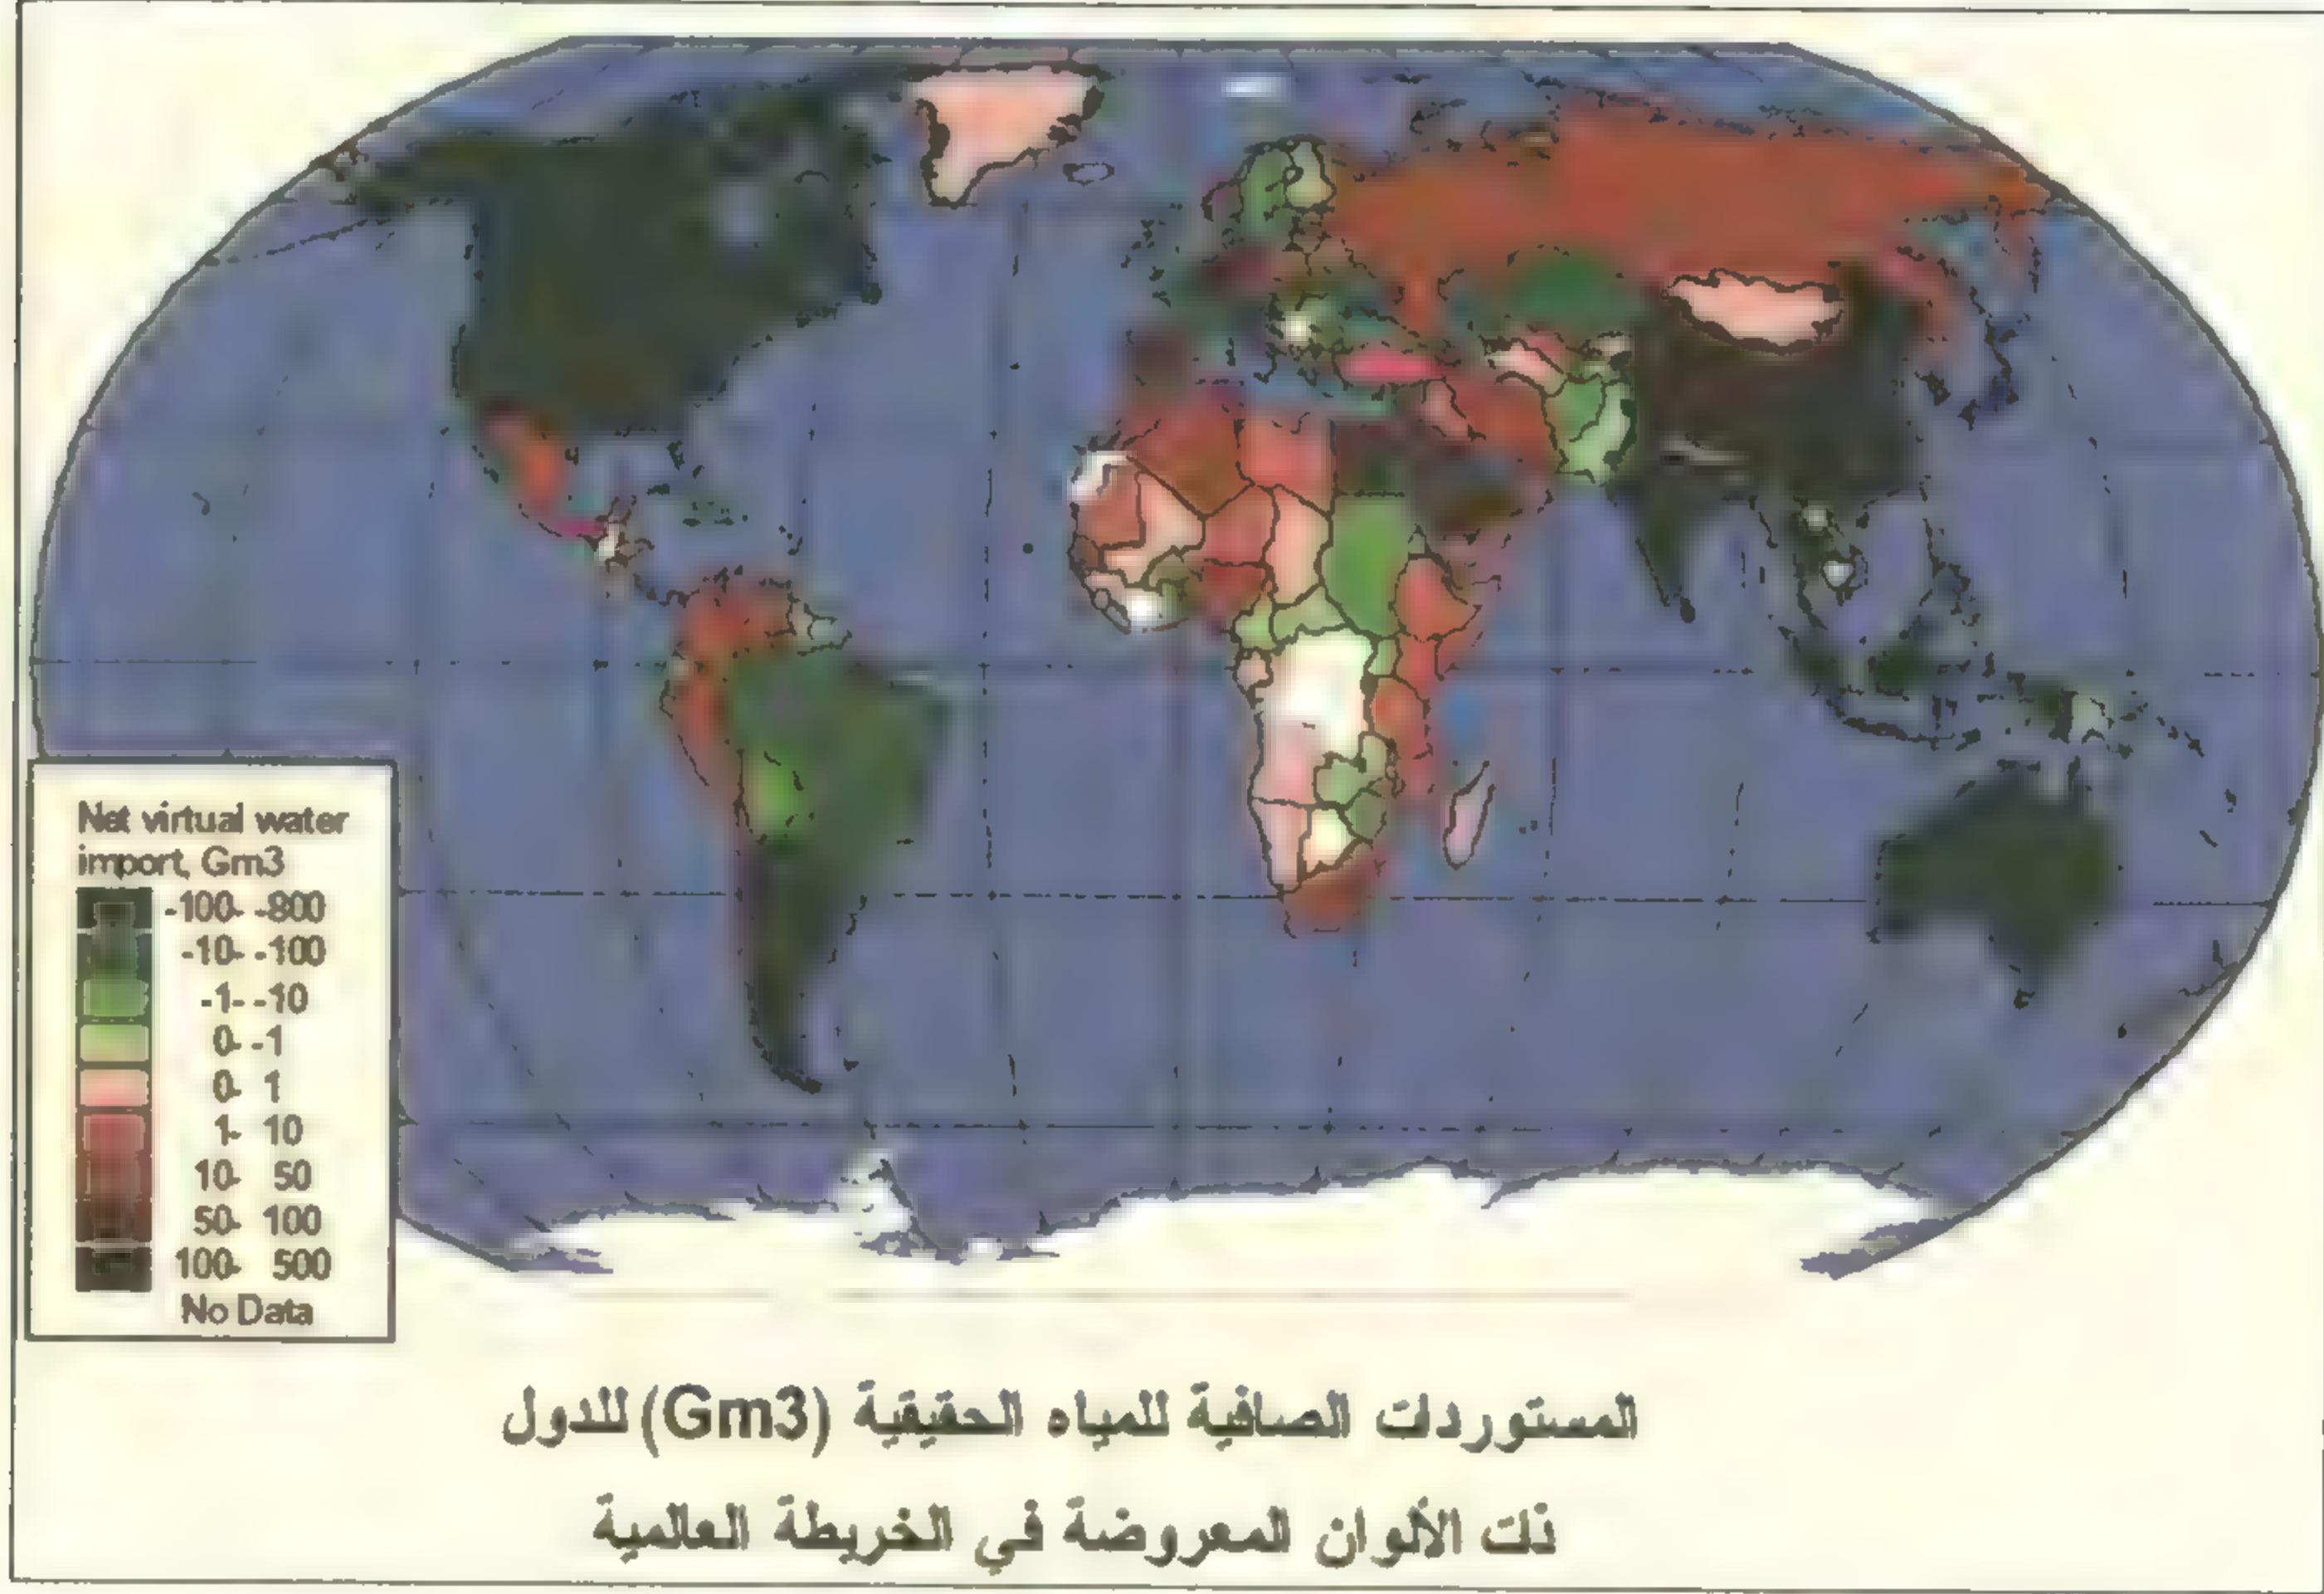 Net virtual water
import, Gm3
-100- -800
-10- -100
-1- -10
0- -1
0- 1
1- 10
10- 50
50- 100
100- 500
No Data
المستوردات الصافية للمياه الحقيقية (Gm3) للدول
ذات الألوان المعروضة في الخريطة العالمية